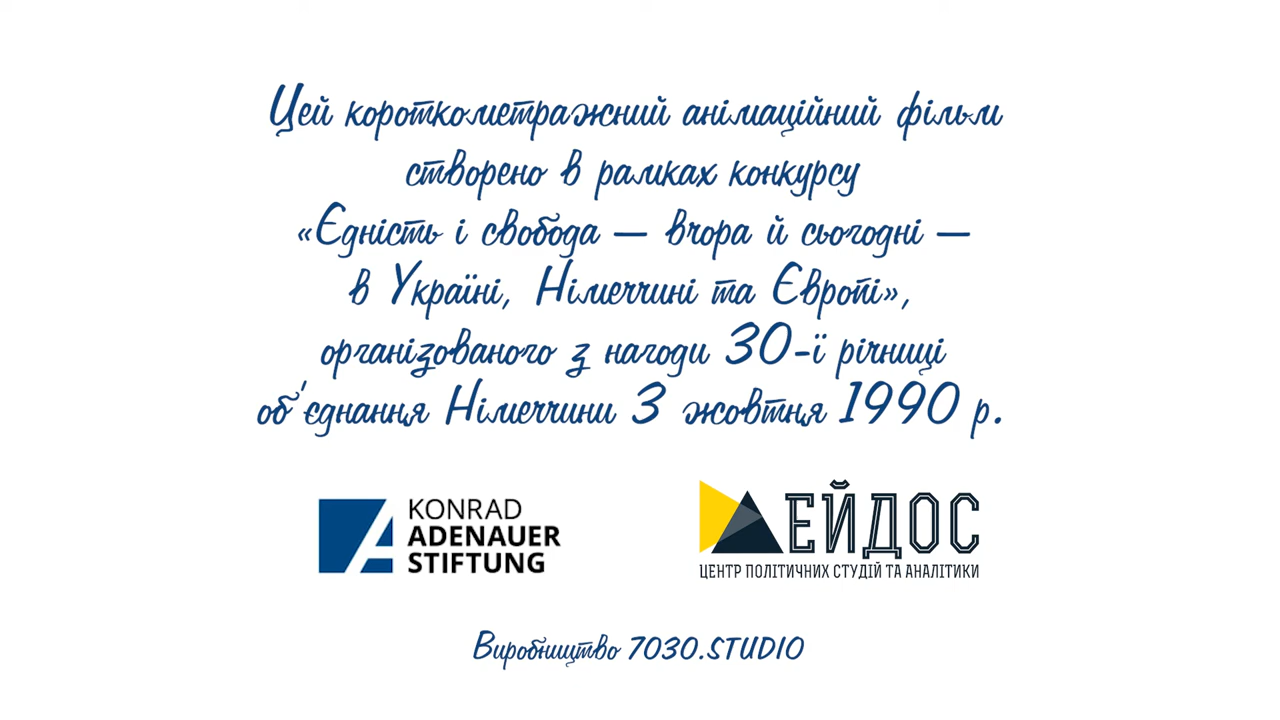 Цей короткометражний анімаційний фільм
створено в рамках конкурсу
«Єдність і свобода — вчора й сьогодні —
в Україні, Німеччині та Європі»,
організованого з нагоди 30-ї річниці
об'єднання Німеччини 3 жовтня 1990 р.
KONRAD
ADENAUER
STIFTUNG
ЕЙДОС
ЦЕНТР ПОЛІТИЧНИХ СТУДІЙ ТА АНАЛІТИКИ
Виробництво 7030.STUDIO